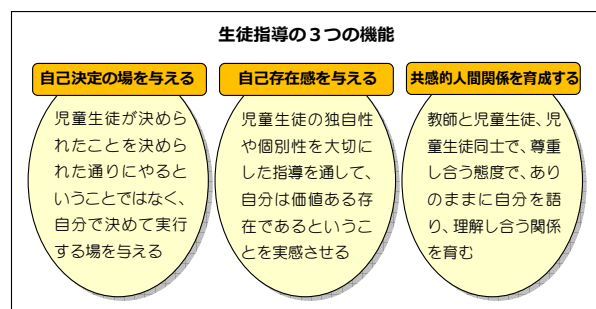 生徒指導の３つの機能
自己決定の場を与える
児童生徒が決めら
れたことを決めら
れた通りにやると
いうことではなく、
自分で決めて実行
する場を与える
自己存在感を与える
児童生徒の独自性
や個別性を大切に
した指導を通して、
自分は価値ある存
在であるというこ
とを実感させる
共感的人間関係を育成する
教師と児童生徒、児
童生徒同士で、尊重
し合う態度で、あり
のままに自分を語
り、理解し合う関係
を育む